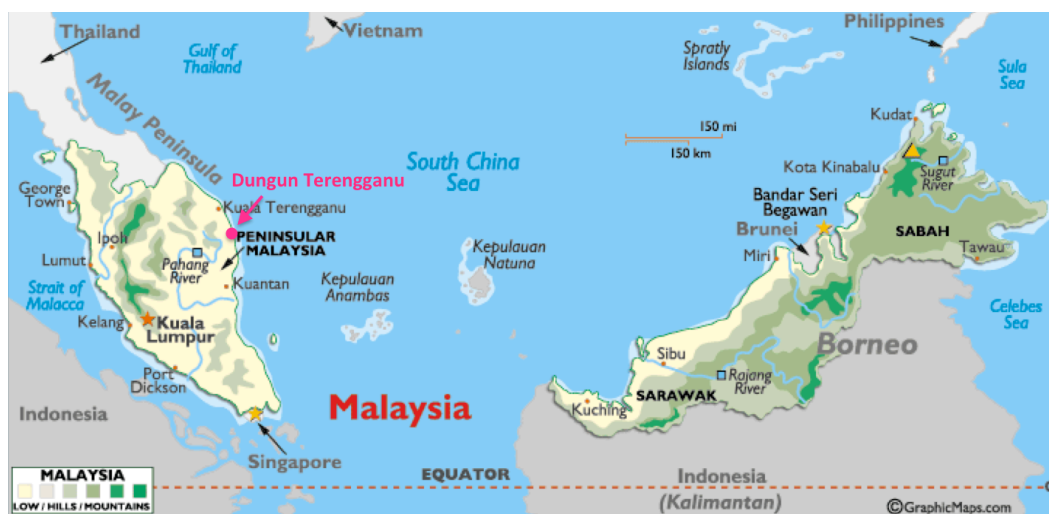 Thailand
Vietnam
Philippines
Gulf of
Thailand
Spratly
Islands
Sula
Sea
Malay Peninsula
Kudat
150 mi
150 km
South China
Sea
Dungun Terengganu
Kota Kinabalu
Sugut
River
George
Town
Kuala Terengganu
Bandar Seri
Begawan
Brunei
SABAH
Ipoh
PENINSULAR
MALAYSIA
Kepulauan
Natuna
Miri
Tawau
Lumut
Pahang
River
Kuantan
Kepulauan
Anambas
Strait of
Malacca
Celebes
Sea
Kelang
Kuala
Lumpur
Borneo
Sibu
Port
Dickson
Rajang
River
SARAWAK
Kuching
Malaysia
Indonesia
Singapore
EQUATOR
Indonesia
(Kalimantan)
MALAYSIA
LOW / HILLS / MOUNTAINS
©GraphicMaps.com